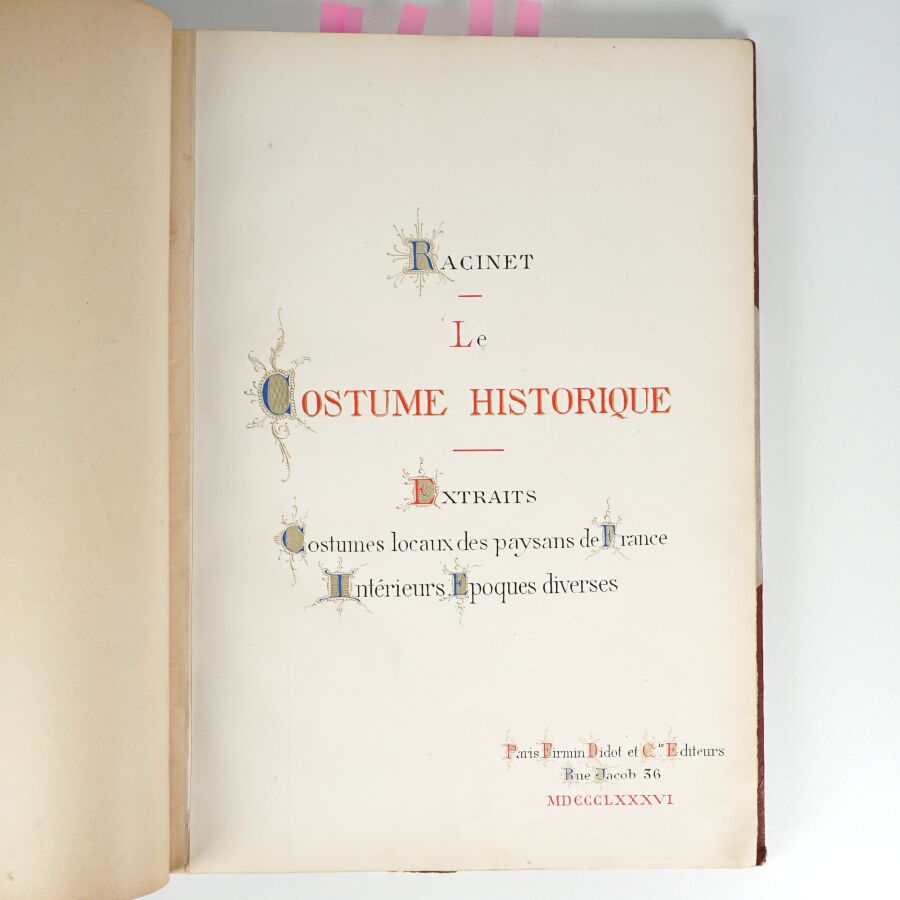 RACINET
Le
COSTUME HISTORIQUE
EXTRAITS
Costumes locaux des paysans de France
Intérieurs. Epoques diverses
Paris Firmin Didot et Cie Editeurs
Rue Jacob 36
MDCCCLXXXVI